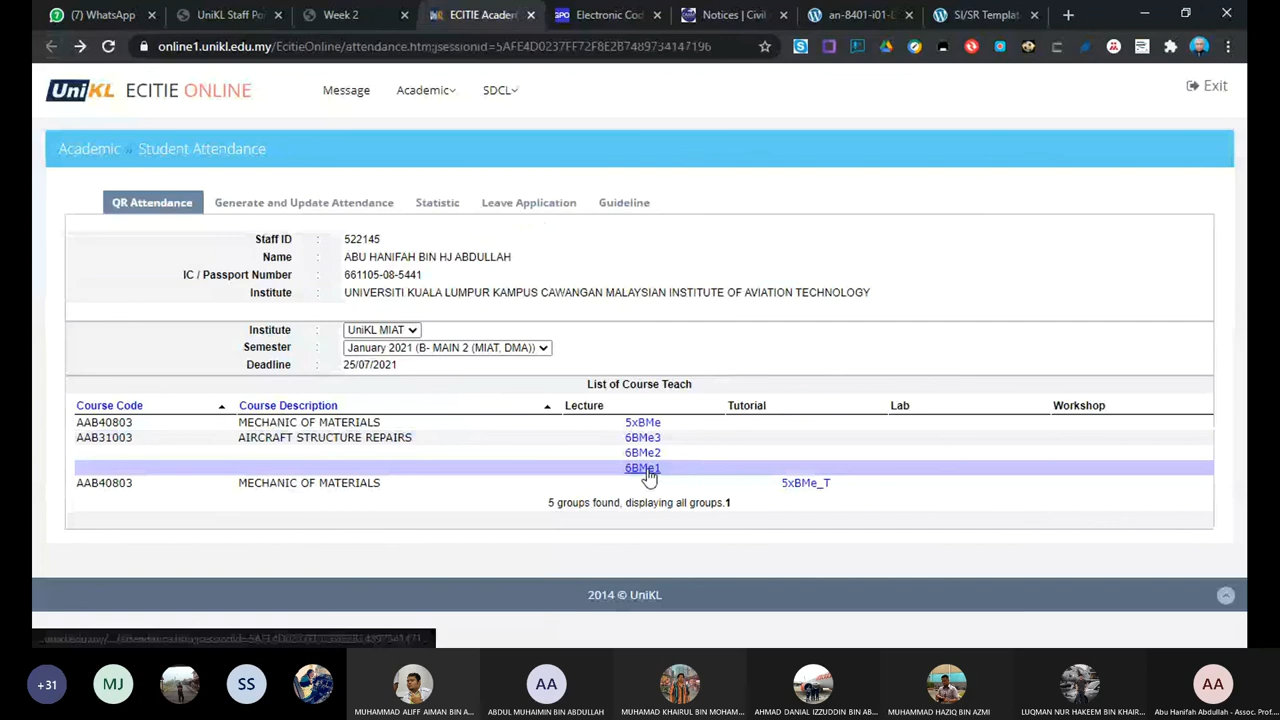 (7) WhatsApp
UniKL Staff Po
Week 2
ECITIE Acader
Electronic Cod
Notices | Civil
an-8401-i01-L
SI/SR Templat
online1.unikl.edu.my/EcitieOnline/attendance.htm;jsessionid=5AFE4D0237FF72F8E2B7489734147196
UniKL ECITIE ONLINE
Message
Academic
SDCL
Exit
Academic » Student Attendance
QR Attendance
Generate and Update Attendance
Statistic
Leave Application
Guideline
Staff ID : 522145
Name : ABU HANIFAH BIN HJ ABDULLAH
IC / Passport Number : 661105-08-5441
Institute : UNIVERSITI KUALA LUMPUR KAMPUS CAWANGAN MALAYSIAN INSTITUTE OF AVIATION TECHNOLOGY
Institute : UniKL MIAT
Semester : January 2021 (B- MAIN 2 (MIAT, DMA))
Deadline : 25/07/2021
List of Course Teach
Course Code Course Description Lecture Tutorial Lab Workshop
AAB40803 MECHANIC OF MATERIALS 5xBMe
AAB31003 AIRCRAFT STRUCTURE REPAIRS 6BMe3
6BMe2
6BMe1
AAB40803 MECHANIC OF MATERIALS 5xBMe_T
5 groups found, displaying all groups.1
2014 © UniKL
+31
MJ
SS
MUHAMMAD ALIFF AIMAN BIN A...
AA
ABDUL MUHAIMIN BIN ABDULLAH
MUHAMAD KHAIRUL BIN MOHAM...
AHMAD DANIAL IZZUDDIN BIN AB...
MUHAMMAD HAZIQ BIN AZMI
LUQMAN NUR HAKEEM BIN KHAIR...
AA
Abu Hanifah Abdullah - Assoc. Prof...